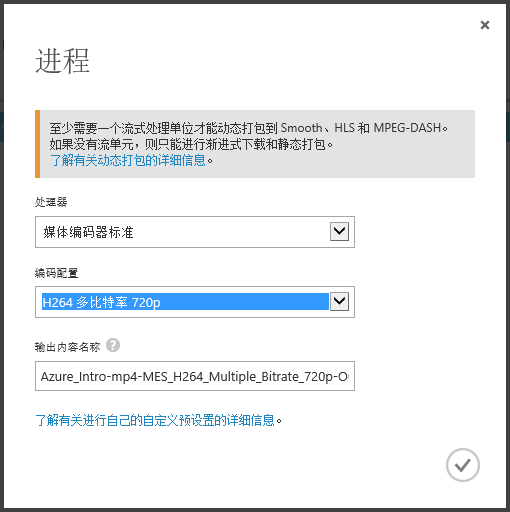 进程
至少需要一个流式处理单位才能动态打包到 Smooth、HLS 和 MPEG-DASH。
如果没有流单元，则只能进行渐进式下载和静态打包。
了解有关动态打包的详细信息。
处理器
媒体编码器标准
编码配置
H264 多比特率 720p
输出内容名称
Azure_Intro-mp4-MES_H264_Multiple_Bitrate_720p-O
了解有关进行自己的自定义预设置的详细信息。